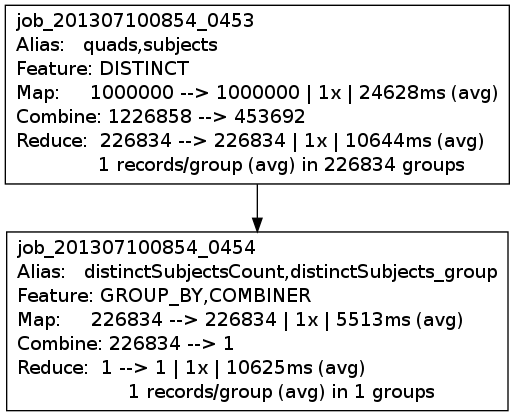 job_201307100854_0453
Alias: quads,subjects
Feature: DISTINCT
Map: 1000000 --> 1000000 | 1x | 24628ms (avg)
Combine: 1226858 --> 453692
Reduce: 226834 --> 226834 | 1x | 10644ms (avg)
1 records/group (avg) in 226834 groups
job_201307100854_0454
Alias: distinctSubjectsCount,distinctSubjects_group
Feature: GROUP_BY,COMBINER
Map: 226834 --> 226834 | 1x | 5513ms (avg)
Combine: 226834 --> 1
Reduce: 1 --> 1 | 1x | 10625ms (avg)
1 records/group (avg) in 1 groups